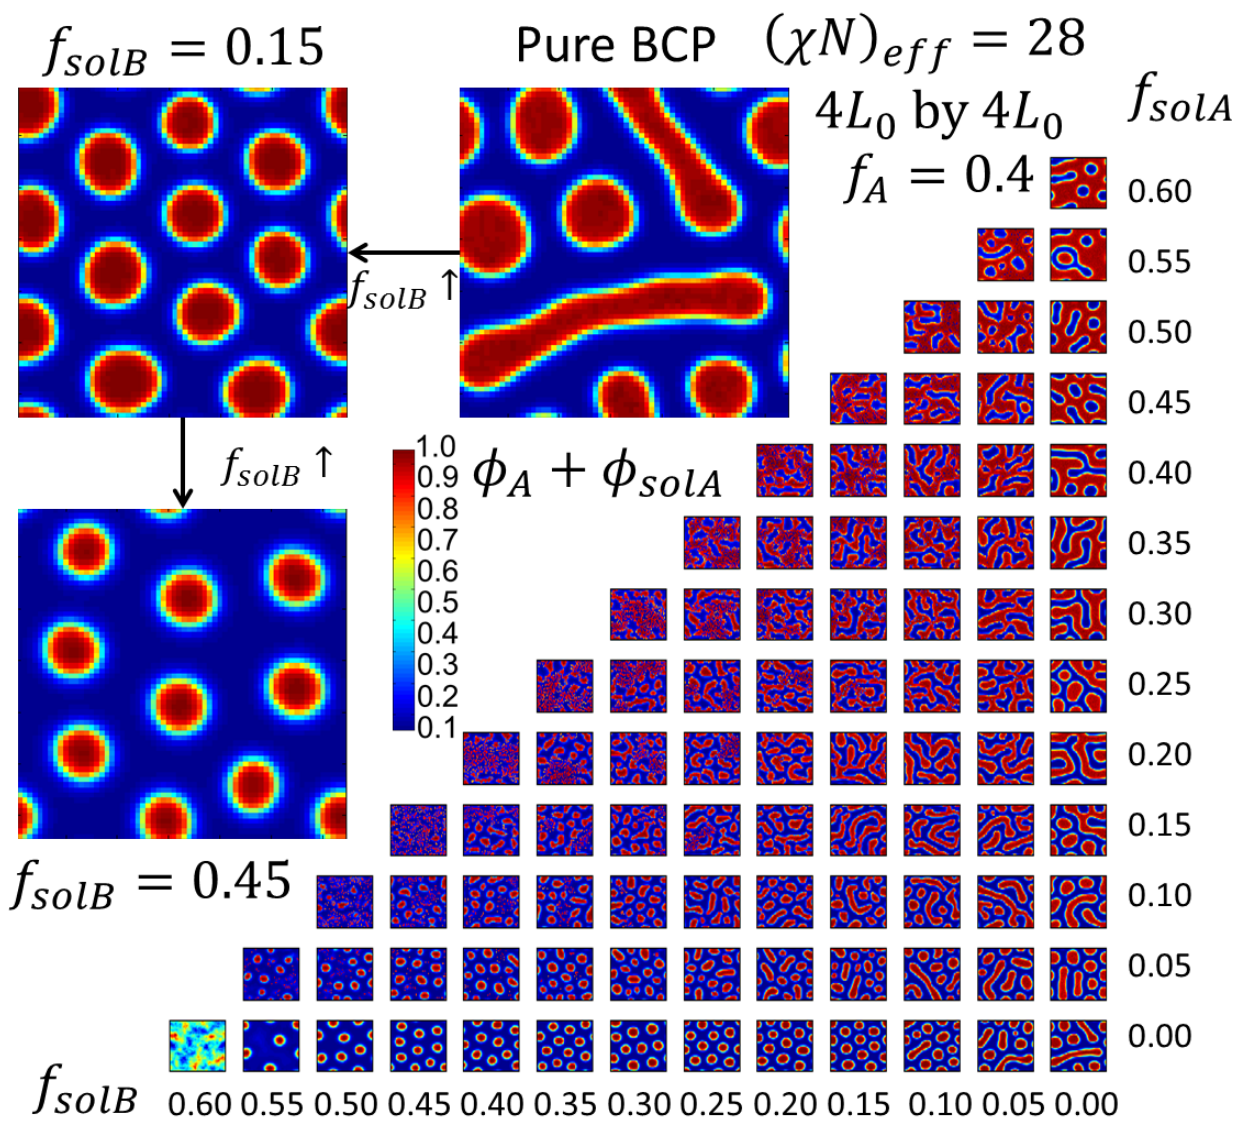 f_solB = 0.15
Pure BCP
(χN)_eff = 28
4L_0 by 4L_0
f_A = 0.4
f_solA
f_solB ↑
f_solB ↑
ϕ_A + ϕ_solA
1.0
0.9
0.8
0.7
0.6
0.5
0.4
0.3
0.2
0.1
f_solB = 0.45
0.60
0.55
0.50
0.45
0.40
0.35
0.30
0.25
0.20
0.15
0.10
0.05
0.00
f_solB
0.60 0.55 0.50 0.45 0.40 0.35 0.30 0.25 0.20 0.15 0.10 0.05 0.00